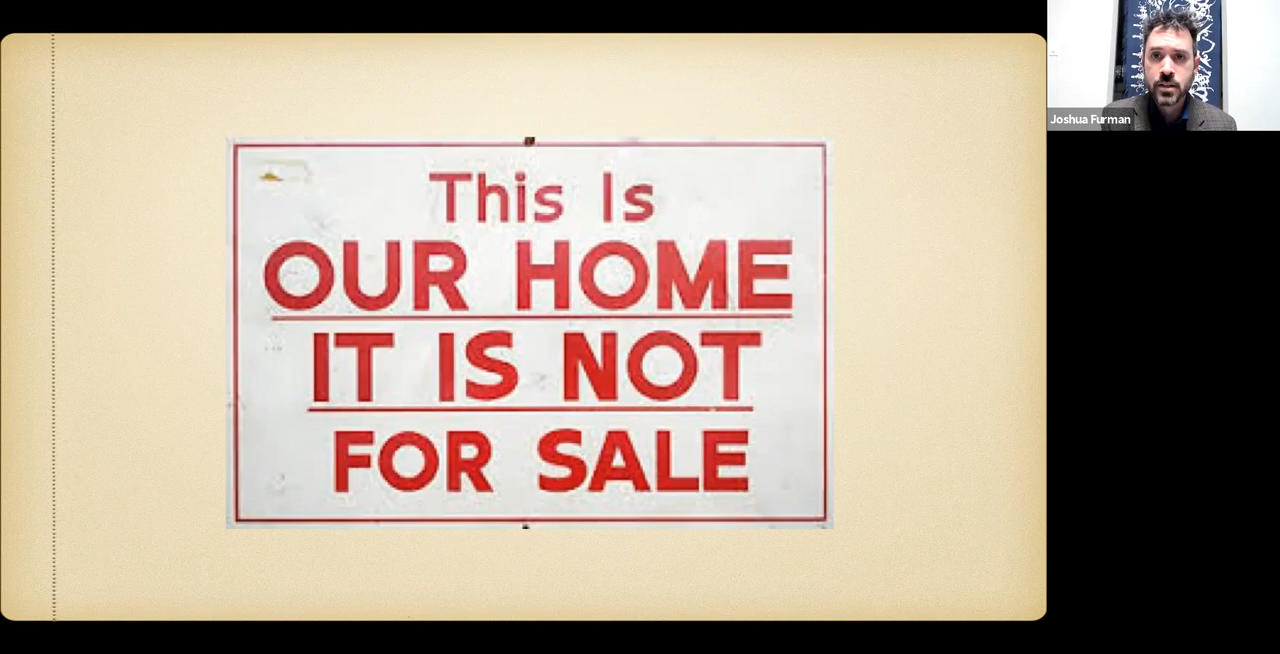 This Is
OUR HOME
IT IS NOT
FOR SALE
Joshua Furman